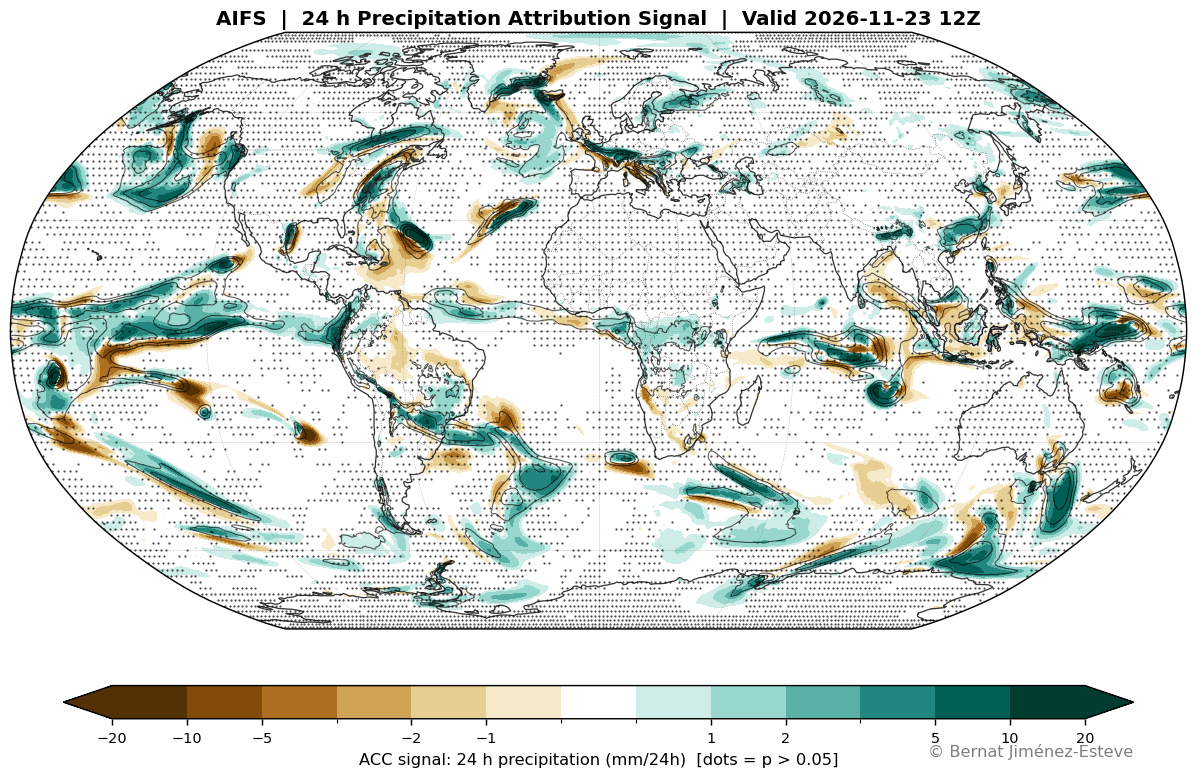 AIFS | 24 h Precipitation Attribution Signal | Valid 2026-11-23 12Z
−20 −10 −5 −2 −1 1 2 5 10 20
© Bernat Jiménez-Esteve
ACC signal: 24 h precipitation (mm/24h) [dots = p > 0.05]